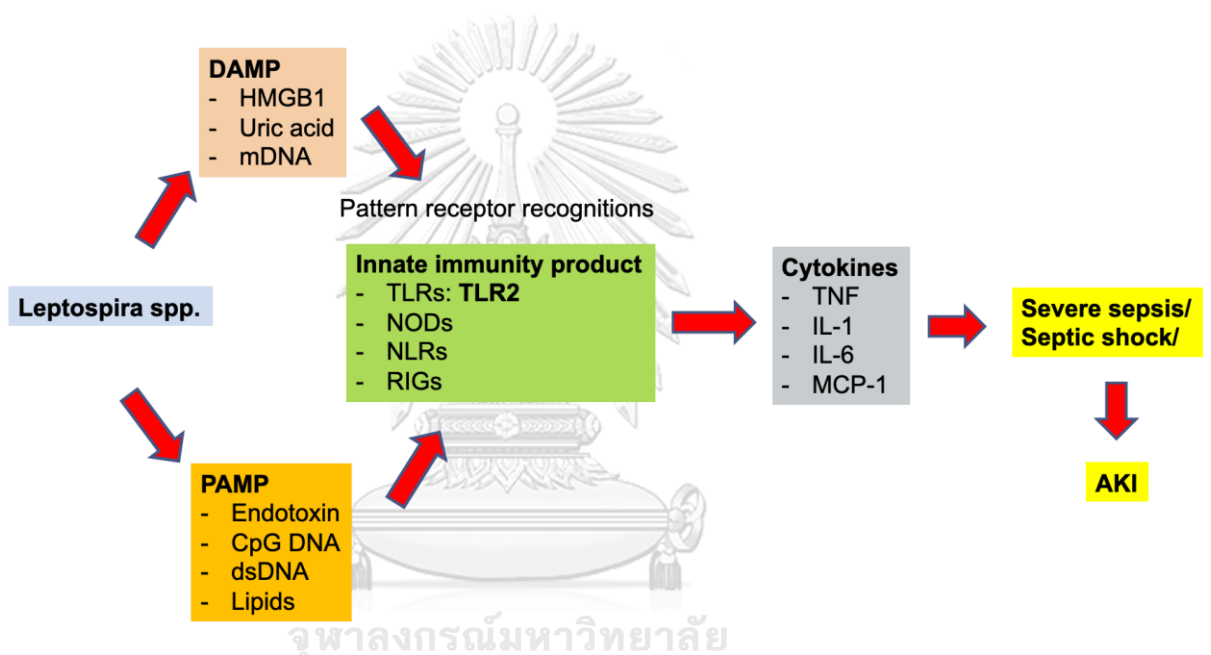 DAMP
- HMGB1
- Uric acid
- mDNA
Pattern receptor recognitions
Innate immunity product
- TLRs: TLR2
- NODs
- NLRs
- RIGs
Cytokines
- TNF
- IL-1
- IL-6
- MCP-1
Severe sepsis/
Septic shock/
Leptospira spp.
AKI
PAMP
- Endotoxin
- CpG DNA
- dsDNA
- Lipids
จุฬาลงกรณ์มหาวิทยาลัย